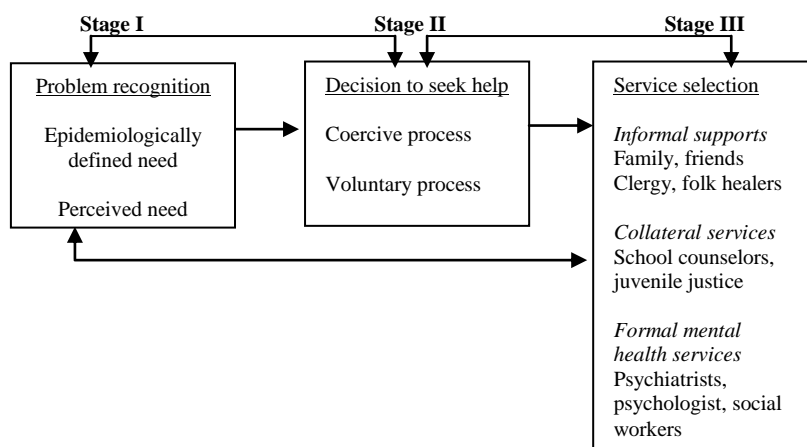 Stage I
Stage II
Stage III
Problem recognition
Epidemiologically
defined need
Perceived need
Decision to seek help
Coercive process
Voluntary process
Service selection
Informal supports
Family, friends
Clergy, folk healers
Collateral services
School counselors,
juvenile justice
Formal mental
health services
Psychiatrists,
psychologist, social
workers